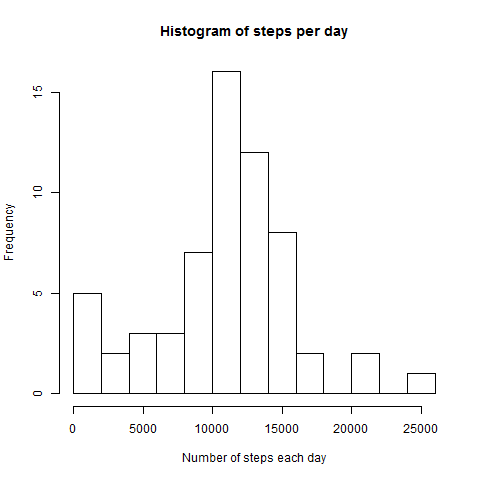 Histogram of steps per day
Frequency
15
10
5
0
0 5000 10000 15000 20000 25000
Number of steps each day